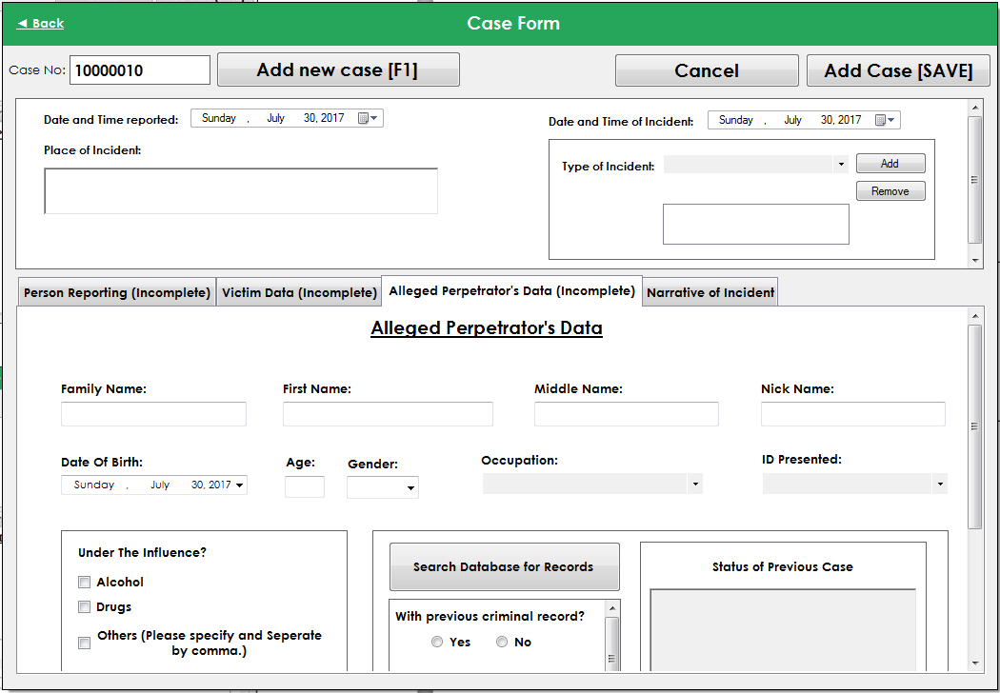 ◄ Back
Case Form
Case No: 10000010
Add new case [F1]
Cancel
Add Case [SAVE]
Date and Time reported: Sunday , July 30, 2017
Date and Time of Incident: Sunday , July 30, 2017
Place of Incident:
Type of Incident:
Add
Remove
Person Reporting (Incomplete)
Victim Data (Incomplete)
Alleged Perpetrator's Data (Incomplete)
Narrative of Incident
Alleged Perpetrator's Data
Family Name:
First Name:
Middle Name:
Nick Name:
Date Of Birth:
Age:
Gender:
Occupation:
ID Presented:
Sunday , July 30, 2017
Under The Influence?
Alcohol
Drugs
Others (Please specify and Seperate
by comma.)
Search Database for Records
With previous criminal record?
Yes
No
Status of Previous Case